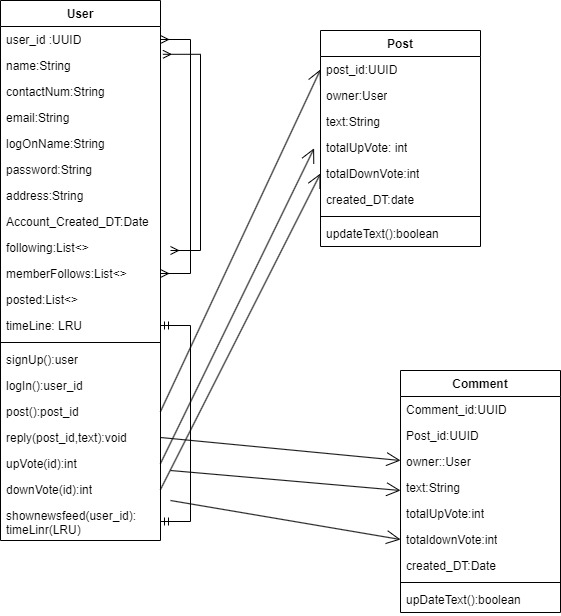 User
user_id :UUID
name:String
contactNum:String
email:String
logOnName:String
password:String
address:String
Account_Created_DT:Date
following:List<>
memberFollows:List<>
posted:List<>
timeLine: LRU
signUp():user
logIn():user_id
post():post_id
reply(post_id,text):void
upVote(id):int
downVote(id):int
shownewsfeed(user_id):
timeLinr(LRU)
Post
post_id:UUID
owner:User
text:String
totalUpVote: int
totalDownVote:int
created_DT:date
updateText():boolean
Comment
Comment_id:UUID
Post_id:UUID
owner::User
text:String
totalUpVote:int
totaldownVote:int
created_DT:Date
upDateText():boolean